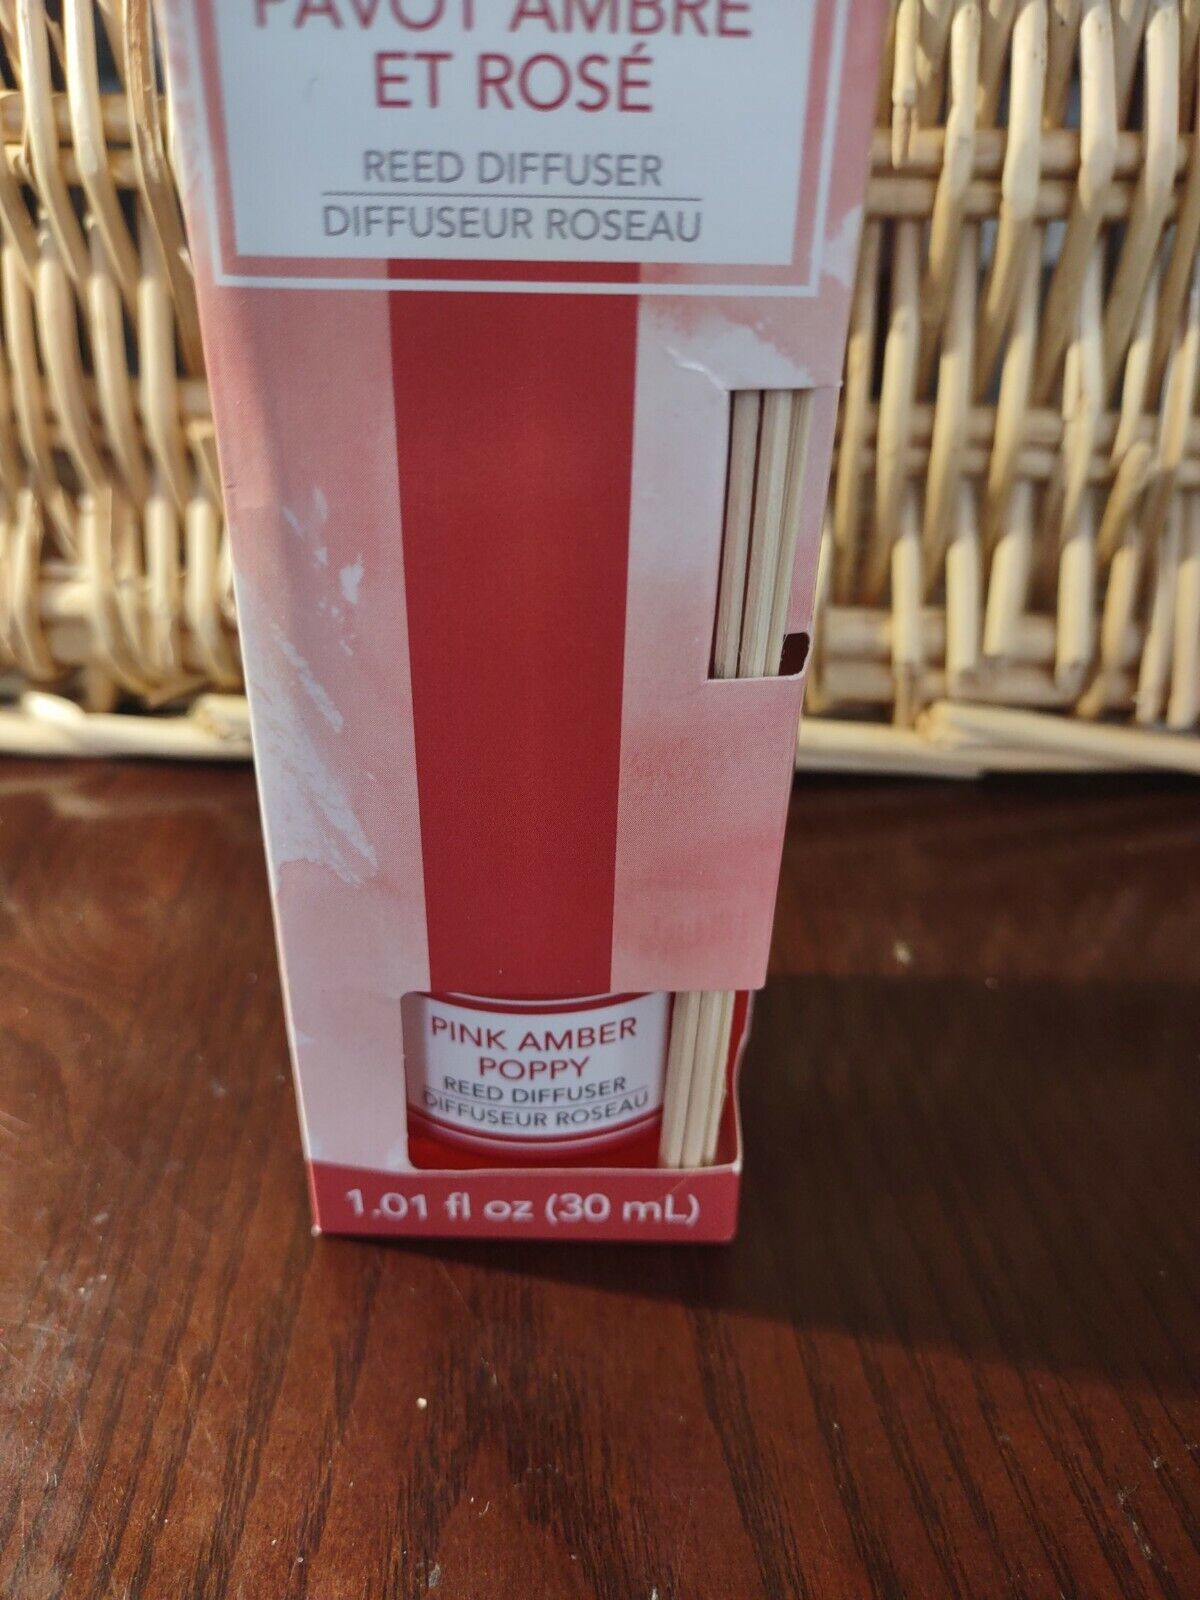 PAVOT AMBRE
ET ROSÉ
REED DIFFUSER
DIFFUSEUR ROSEAU
PINK AMBER
POPPY
REED DIFFUSER
DIFFUSEUR ROSEAU
1.01 fl oz (30 mL)